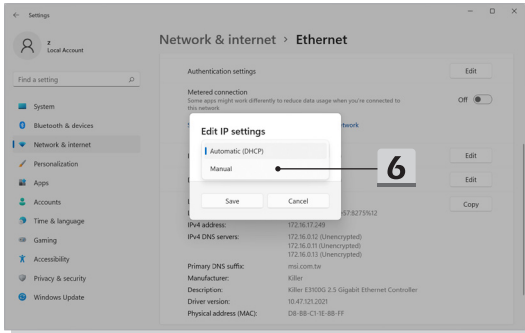 Settings
z
Local Account
Find a setting
System
Bluetooth & devices
Network & internet
Personalization
Apps
Accounts
Time & language
Gaming
Accessibility
Privacy & security
Windows Update
Network & internet > Ethernet
Authentication settings
Edit
Metered connection
Some apps might work differently to reduce data usage when you're connected to
this network
Off
Edit IP settings
Automatic (DHCP)
Manual
6
Save
Cancel
Edit
Edit
Copy
IPv4 address: 172.16.17.249
IPv4 DNS servers: 172.16.0.12 (Unencrypted)
172.16.0.11 (Unencrypted)
172.16.0.13 (Unencrypted)
Primary DNS suffix: msi.com.tw
Manufacturer: Killer
Description: Killer E3100G 2.5 Gigabit Ethernet Controller
Driver version: 10.47.121.2021
Physical address (MAC): D8-BB-C1-1E-8B-FF